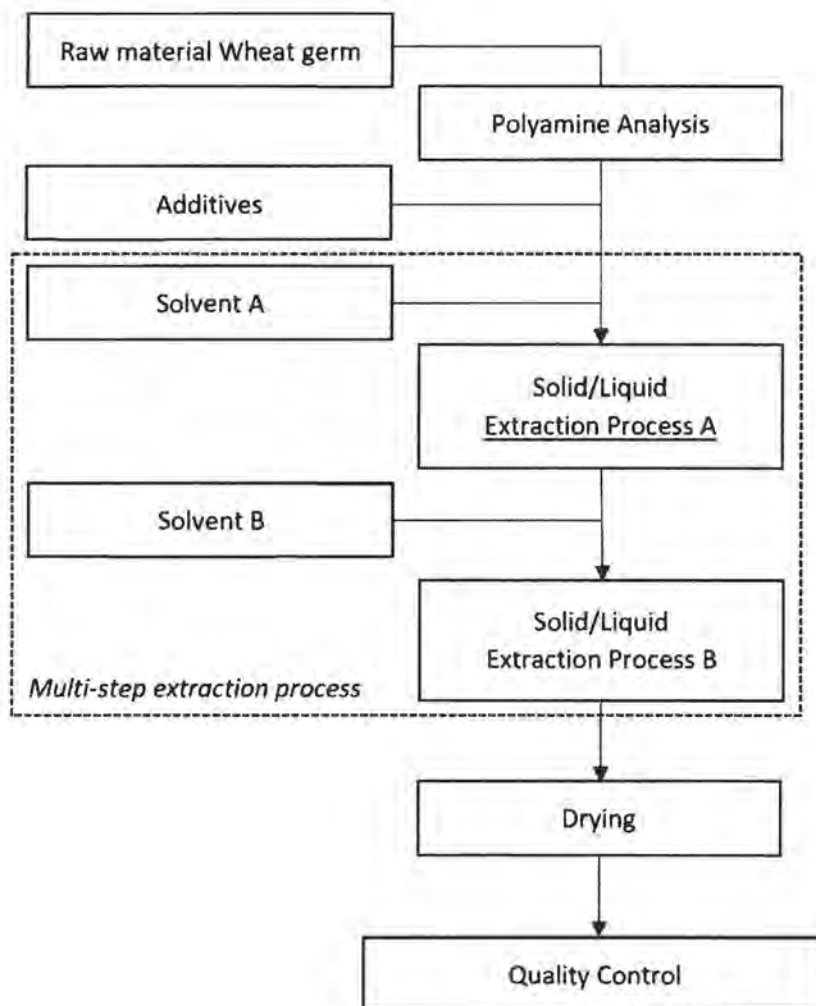 Raw material Wheat germ
Polyamine Analysis
Additives
Solvent A
Solid/Liquid
Extraction Process A
Solvent B
Solid/Liquid
Extraction Process B
Multi-step extraction process
Drying
Quality Control